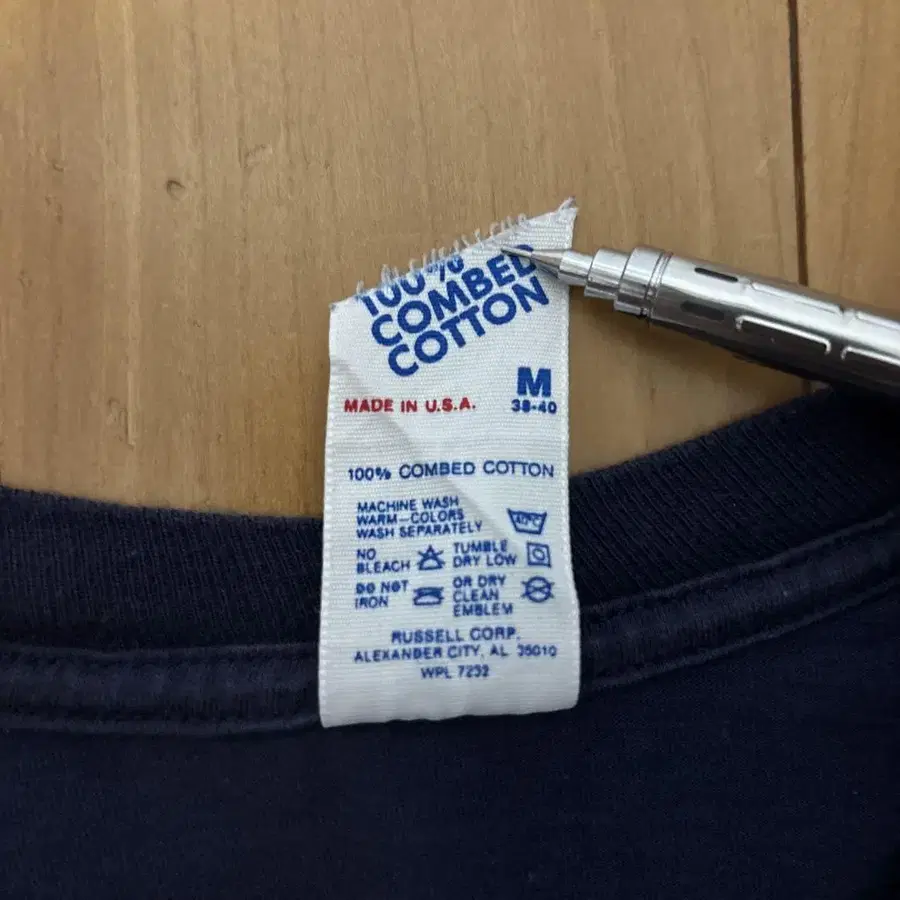 100%
COMBED
COTTON
M
MADE IN U.S.A.
38-40
100% COMBED COTTON
MACHINE WASH
WARM-COLORS
WASH SEPARATELY
40°C
NO
BLEACH
TUMBLE
DRY LOW
DO NOT
IRON
OR DRY
CLEAN
EMBLEM
RUSSELL CORP.
ALEXANDER CITY, AL 35010
WPL 7232